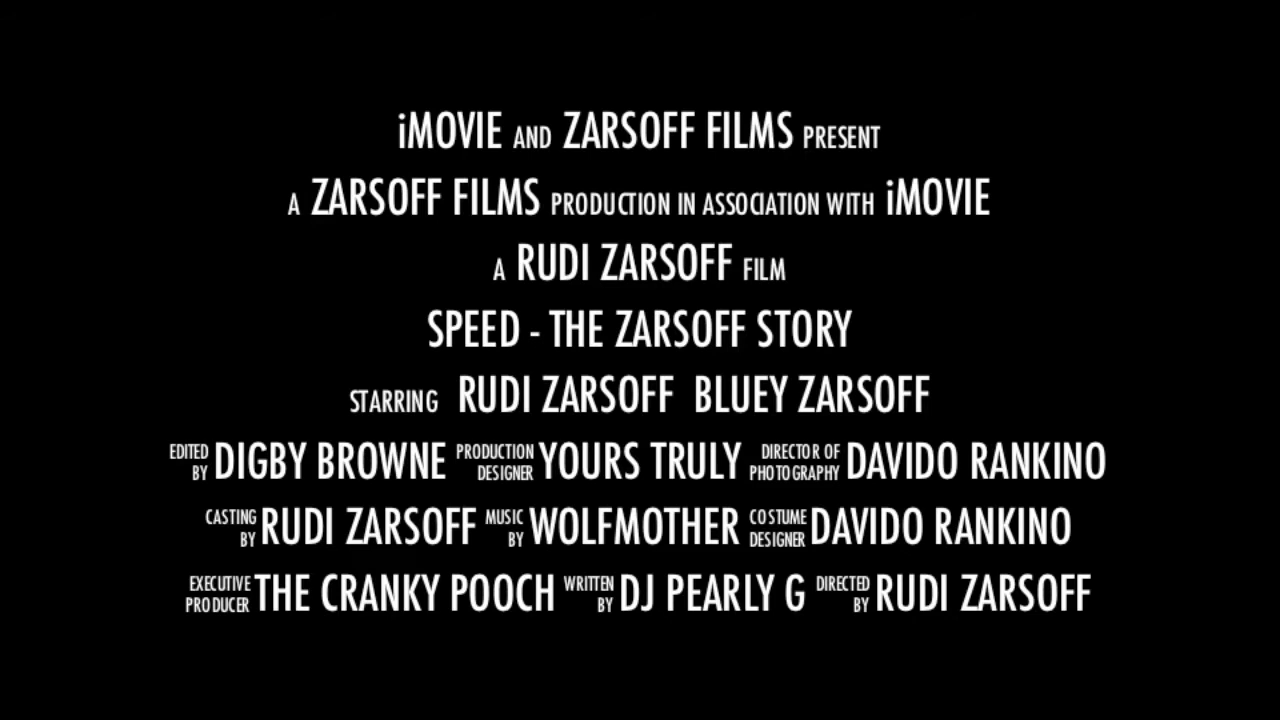 iMOVIE AND ZARSOFF FILMS PRESENT
A ZARSOFF FILMS PRODUCTION IN ASSOCIATION WITH iMOVIE
A RUDI ZARSOFF FILM
SPEED - THE ZARSOFF STORY
STARRING RUDI ZARSOFF BLUEY ZARSOFF
EDITED BY DIGBY BROWNE PRODUCTION DESIGNER YOURS TRULY DIRECTOR OF PHOTOGRAPHY DAVIDO RANKINO
CASTING BY RUDI ZARSOFF MUSIC BY WOLFMOTHER COSTUME DESIGNER DAVIDO RANKINO
EXECUTIVE PRODUCER THE CRANKY POOCH WRITTEN BY DJ PEARLY G DIRECTED BY RUDI ZARSOFF